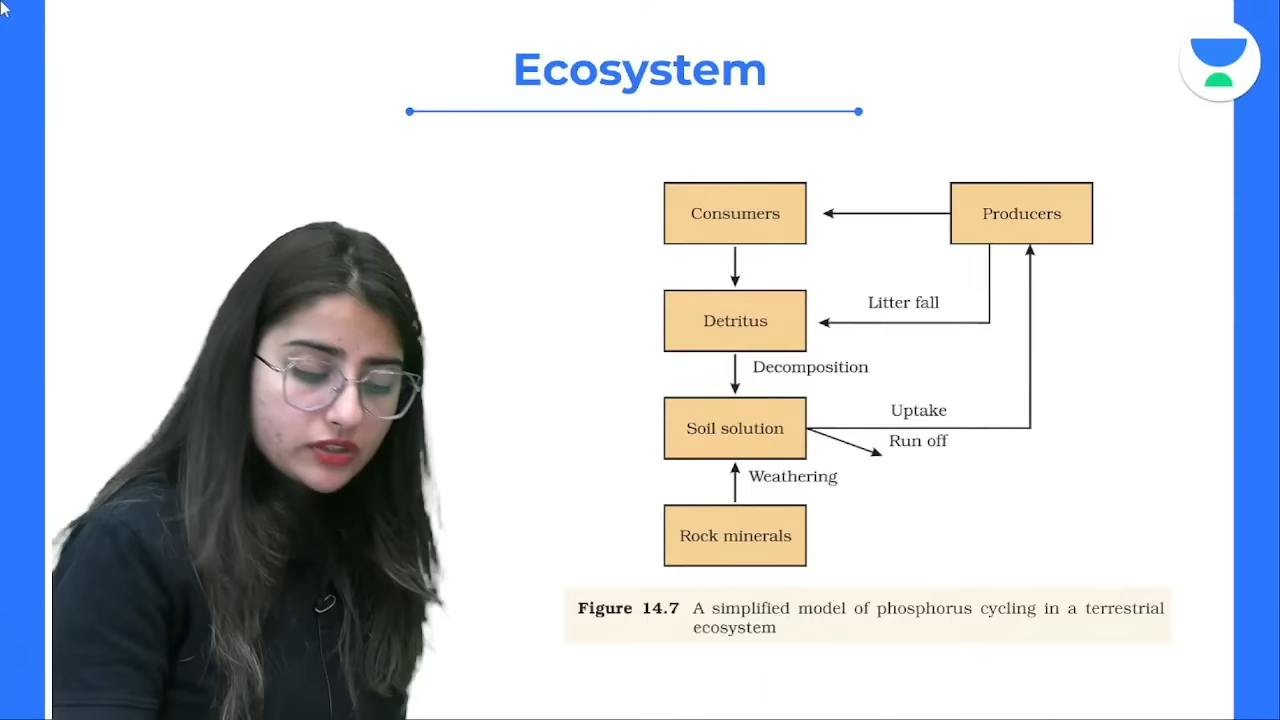 Ecosystem
Consumers
Producers
Litter fall
Detritus
Decomposition
Uptake
Soil solution
Run off
Weathering
Rock minerals
Figure 14.7 A simplified model of phosphorus cycling in a terrestrial
ecosystem